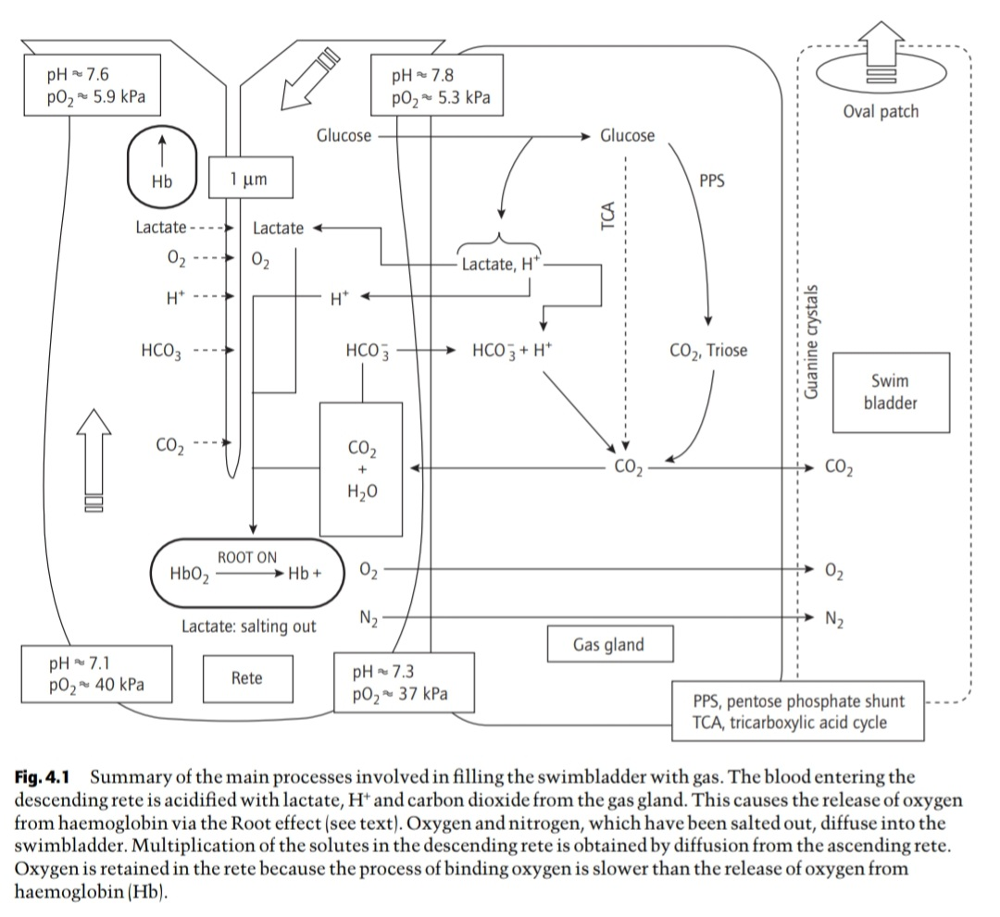 pH ≈ 7.6
pO₂ ≈ 5.9 kPa
pH ≈ 7.8
pO₂ ≈ 5.3 kPa
Oval patch
Hb
1 µm
Glucose
Glucose
PPS
TCA
Lactate
Lactate
Lactate, H⁺
O₂
O₂
H⁺
H⁺
HCO₃
HCO₃⁻
HCO₃⁻ + H⁺
CO₂, Triose
Guanine crystals
Swim
bladder
CO₂
CO₂
+
H₂O
CO₂
CO₂
ROOT ON
HbO₂
Hb +
O₂
O₂
Lactate: salting out
N₂
N₂
Gas gland
pH ≈ 7.1
pO₂ ≈ 40 kPa
Rete
pH ≈ 7.3
pO₂ ≈ 37 kPa
PPS, pentose phosphate shunt
TCA, tricarboxylic acid cycle
Fig. 4.1 Summary of the main processes involved in filling the swimbladder with gas. The blood entering the
descending rete is acidified with lactate, H⁺ and carbon dioxide from the gas gland. This causes the release of oxygen
from haemoglobin via the Root effect (see text). Oxygen and nitrogen, which have been salted out, diffuse into the
swimbladder. Multiplication of the solutes in the descending rete is obtained by diffusion from the ascending rete.
Oxygen is retained in the rete because the process of binding oxygen is slower than the release of oxygen from
haemoglobin (Hb).